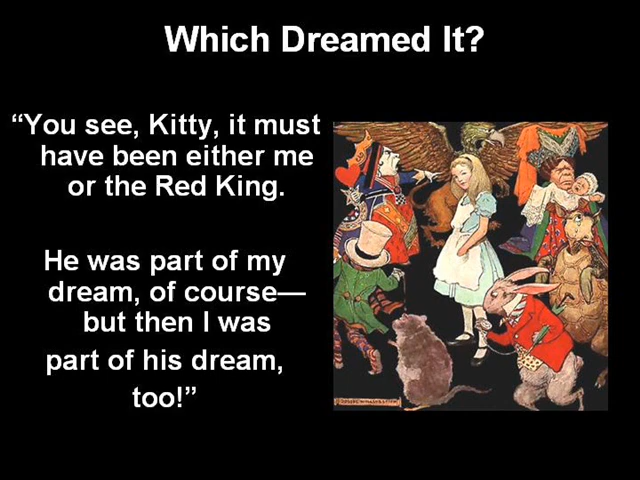 Which Dreamed It?
“You see, Kitty, it must
have been either me
or the Red King.
He was part of my
dream, of course—
but then I was
part of his dream,
too!”